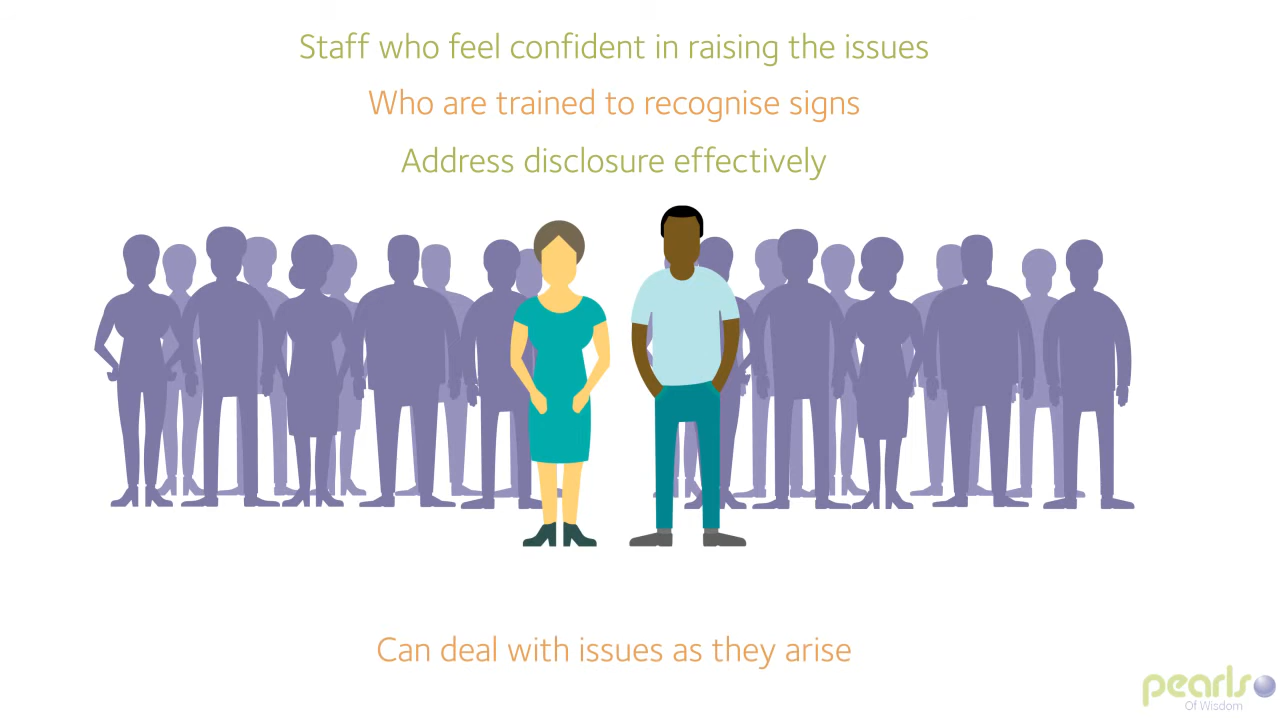 Staff who feel confident in raising the issues
Who are trained to recognise signs
Address disclosure effectively
Can deal with issues as they arise
pearls
Of Wisdom